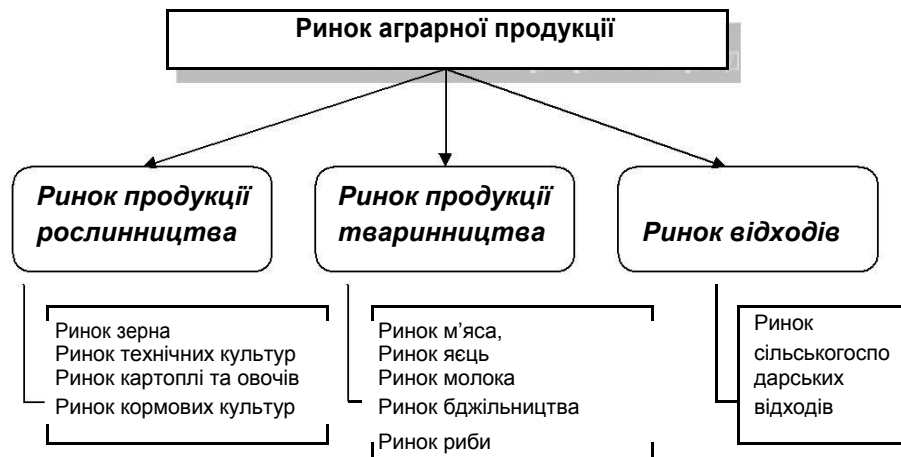 Ринок аграрної продукції
Ринок продукції
рослинництва
Ринок продукції
тваринництва
Ринок відходів
Ринок зерна
Ринок технічних культур
Ринок картоплі та овочів
Ринок кормових культур
Ринок м’яса,
Ринок яєць
Ринок молока
Ринок бджільництва
Ринок риби
Ринок
сільськогоспо
дарських
відходів